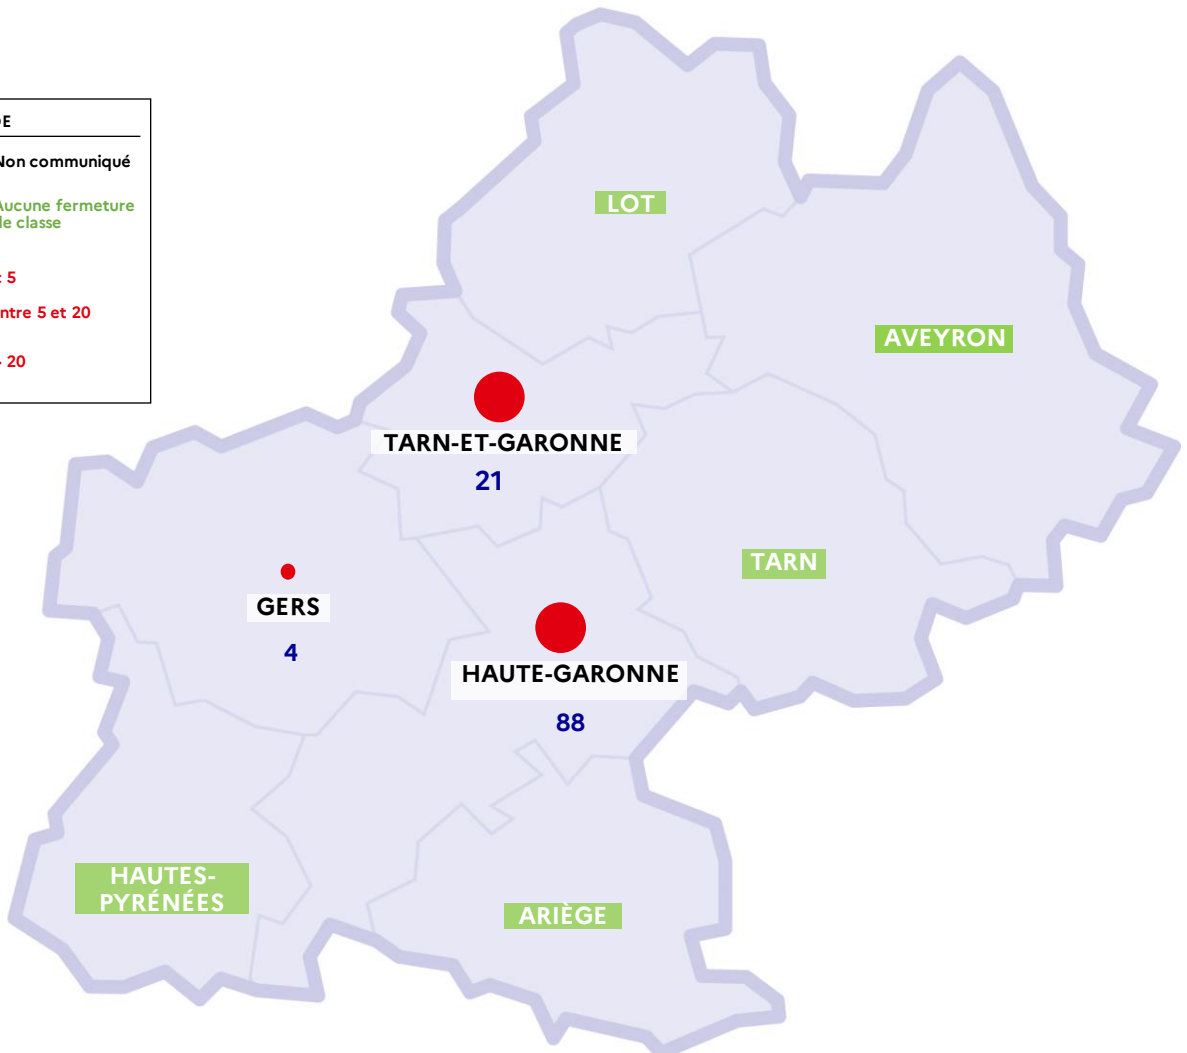 DE
Non communiqué
Aucune fermeture
de classe
< 5
ntre 5 et 20
20
LOT
AVEYRON
TARN-ET-GARONNE
21
TARN
GERS
4
HAUTE-GARONNE
88
HAUTES-
PYRÉNÉES
ARIÈGE